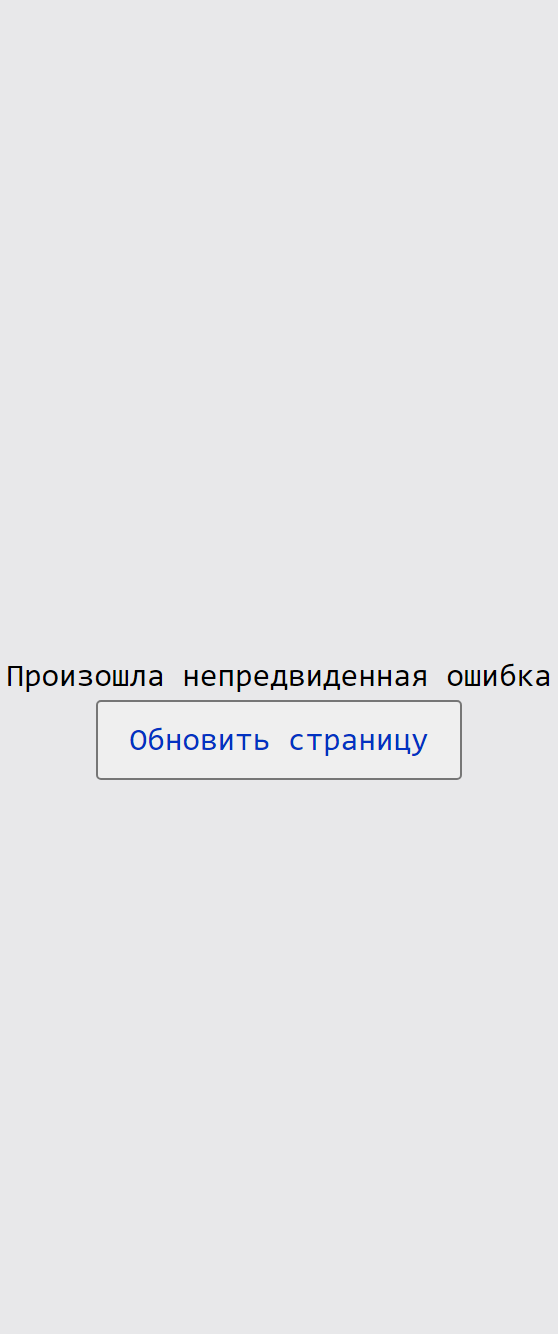 Произошла непредвиденная ошибка
Обновить страницу